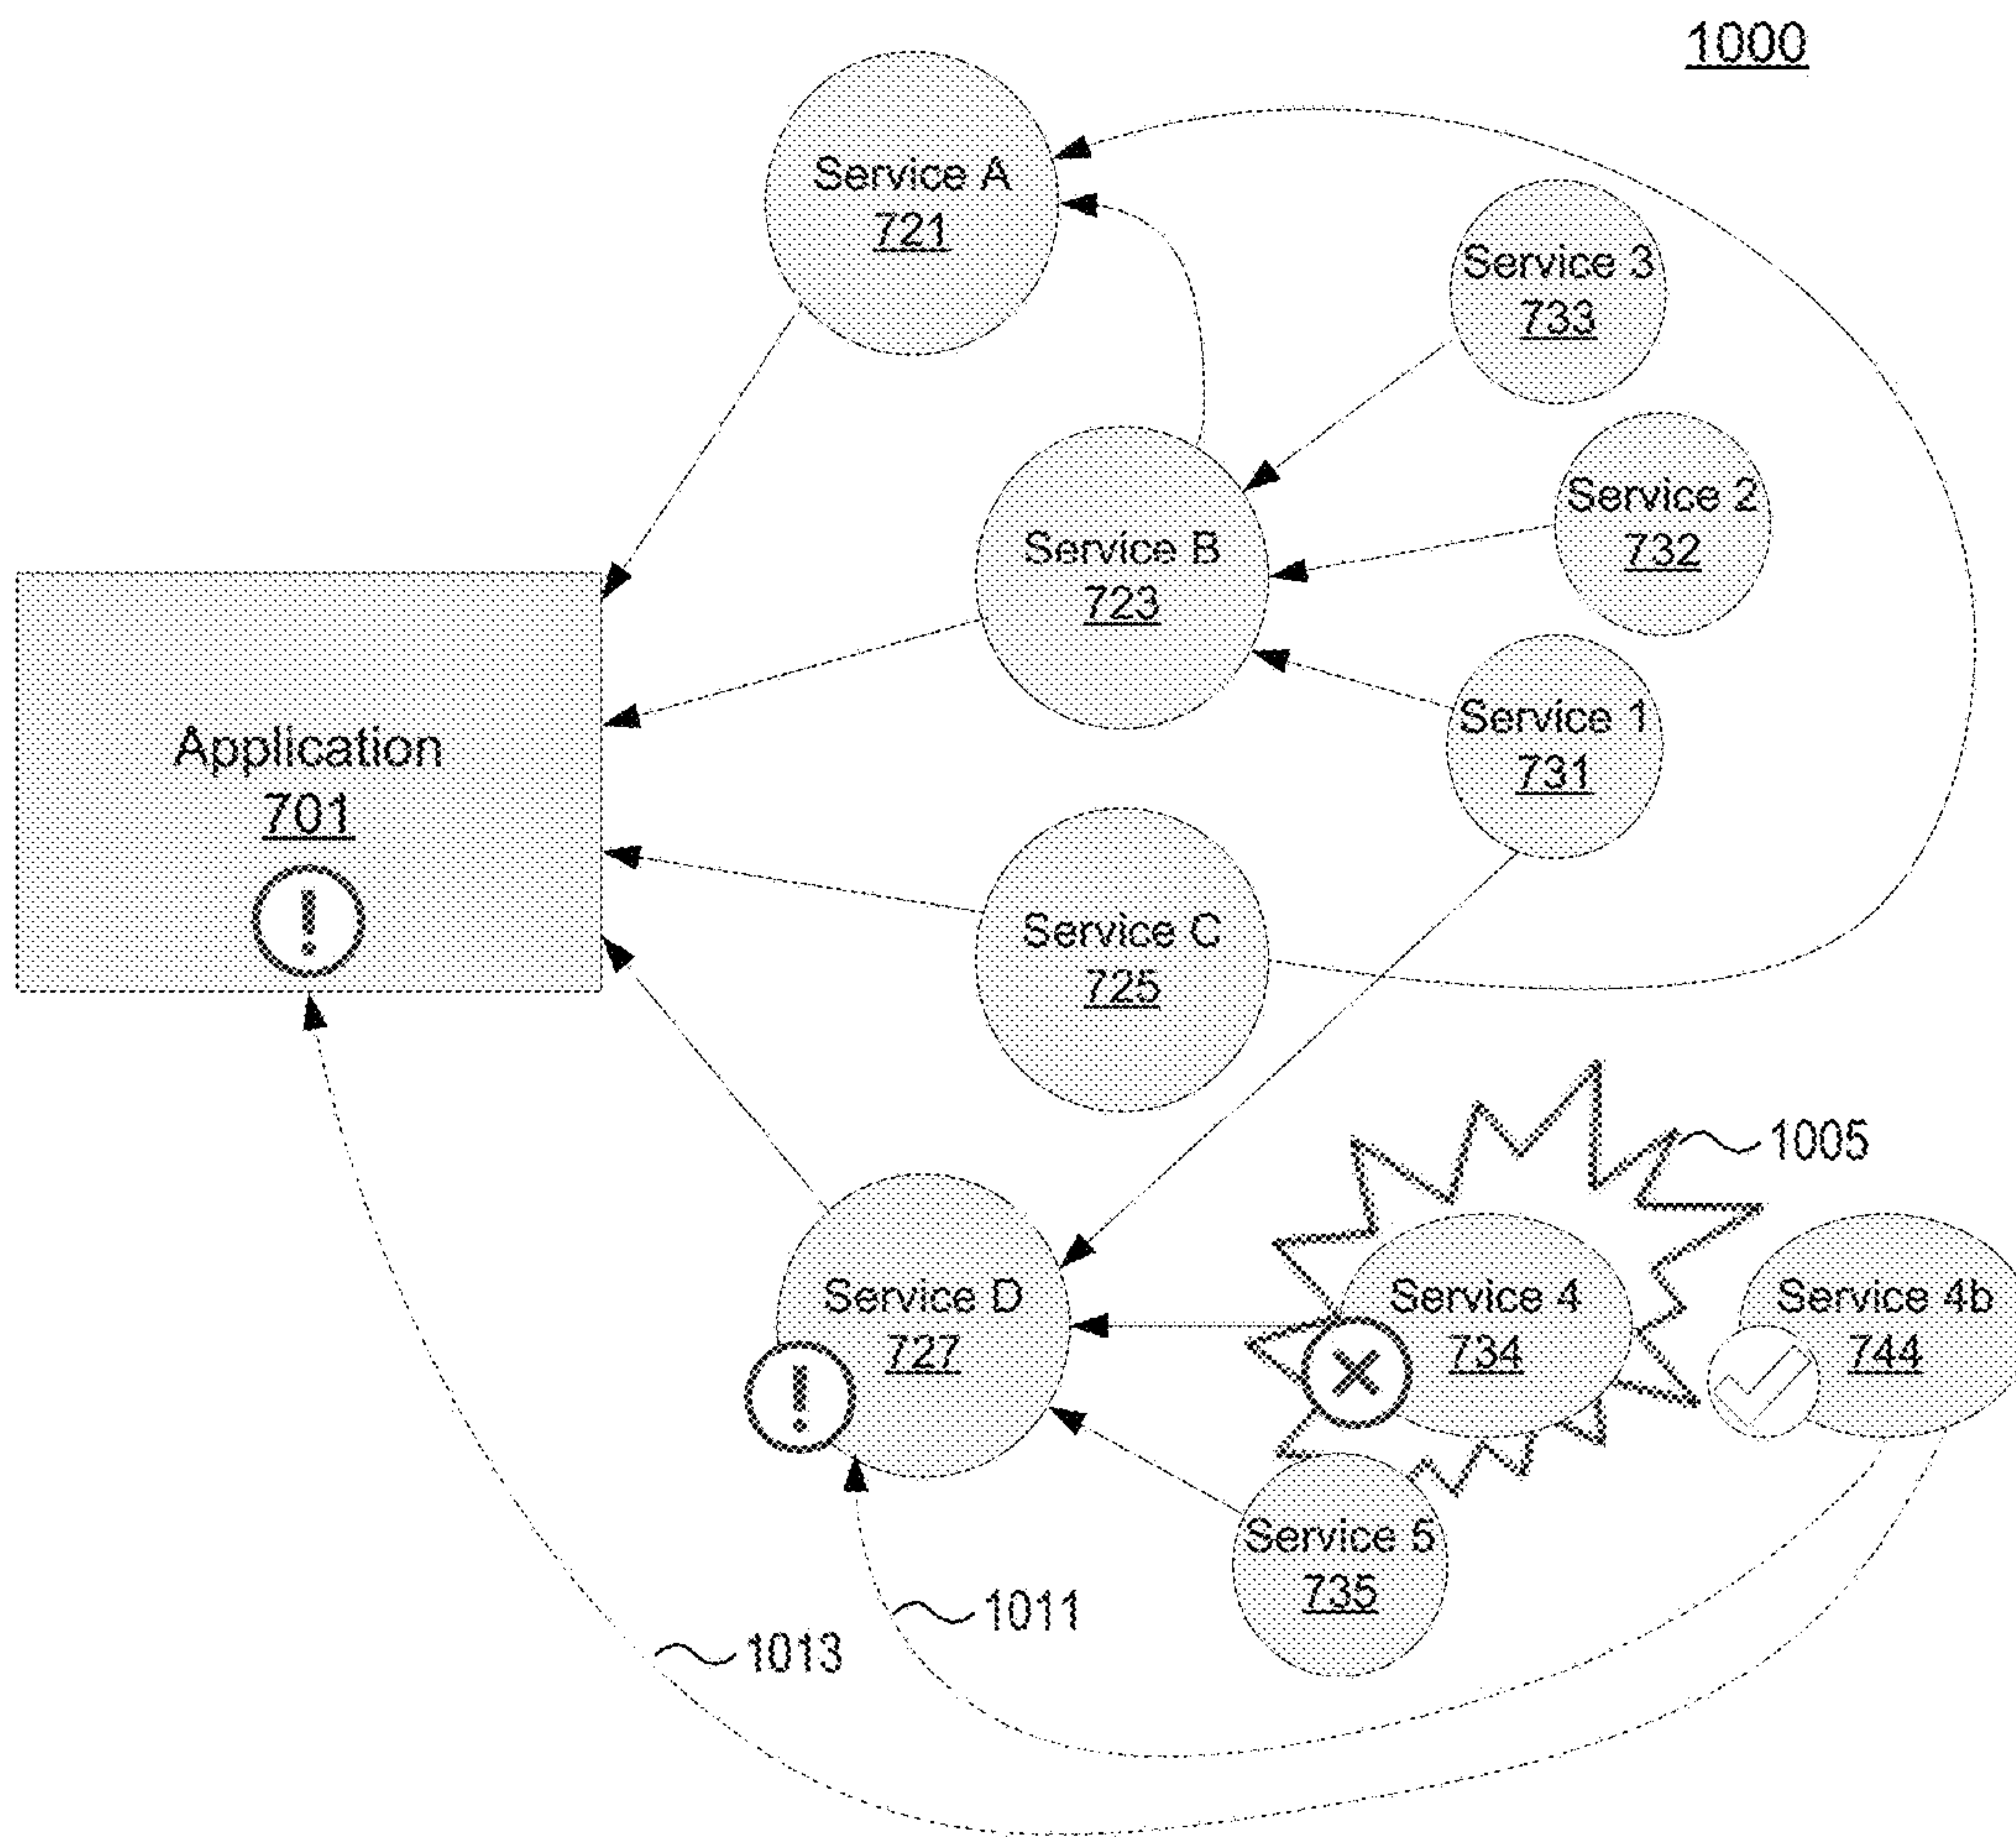 1000
Service A
721
Service 3
733
Service 2
732
Service B
723
Service 1
731
Application
701
!
Service C
725
1005
Service D
727
!
Service 4
734
Service 4b
744
Service 5
735
1011
1013